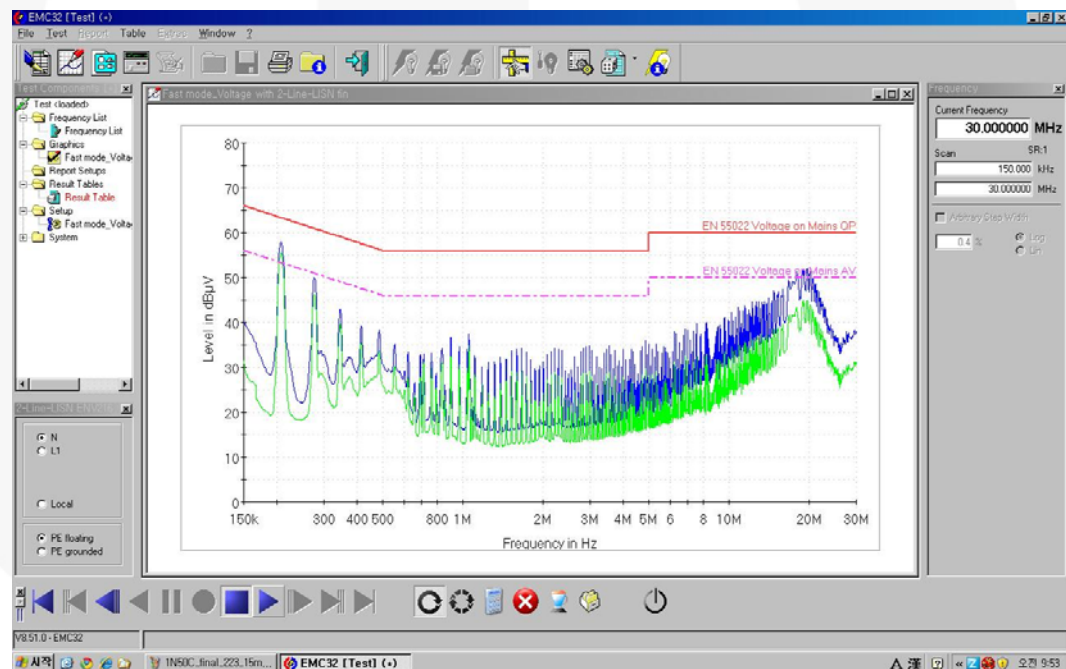 EMC32 [Test] (*)
File Test Report Table Extras Window ?
Test Components
Test <loaded>
Frequency List
Frequency List
Graphics
Fast mode_Volta
Report Setups
Result Tables
Result Table
Setup
Fast mode_Volta
System
2-Line-LISN ENV216
N
L1
Local
PE floating
PE grounded
Fast mode_Voltage with 2-Line-LISN fin
80
70
60
50
40
30
20
10
0
Level in dBµV
EN 55022 Voltage on Mains QP
EN 55022 Voltage on Mains AV
150k 300 400 500 800 1M 2M 3M 4M 5M 6 8 10M 20M 30M
Frequency in Hz
Frequency
Current Frequency
30.000000 MHz
Scan SR:1
150.000 kHz
30.000000 MHz
Arbitrary Step Width
0.4 %
Log
Lin
V8.51.0 - EMC32
시작
1N50C_final_223_15m...
EMC32 [Test] (*)
A 漢
오전 9:53